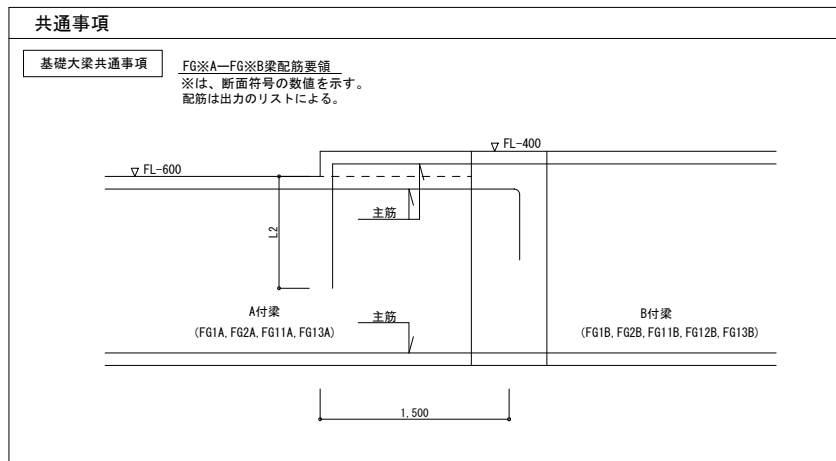 共通事項
基礎大梁共通事項
FG※A―FG※B梁配筋要領
※は、断面符号の数値を示す。
配筋は出力のリストによる。
▽ FL-400
▽ FL-600
主筋
L2
A付梁
(FG1A, FG2A, FG11A, FG13A)
主筋
B付梁
(FG1B, FG2B, FG11B, FG12B, FG13B)
1,500